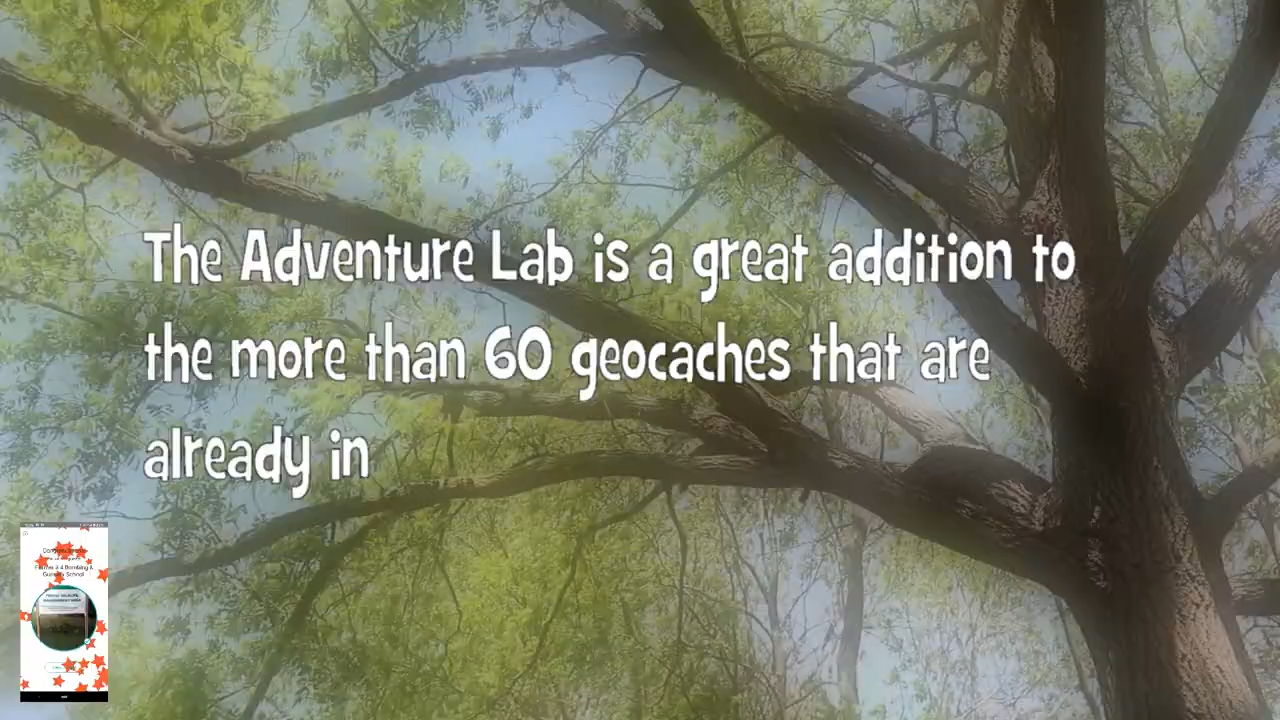 The Adventure Lab is a great addition to
the more than 60 geocaches that are
already in